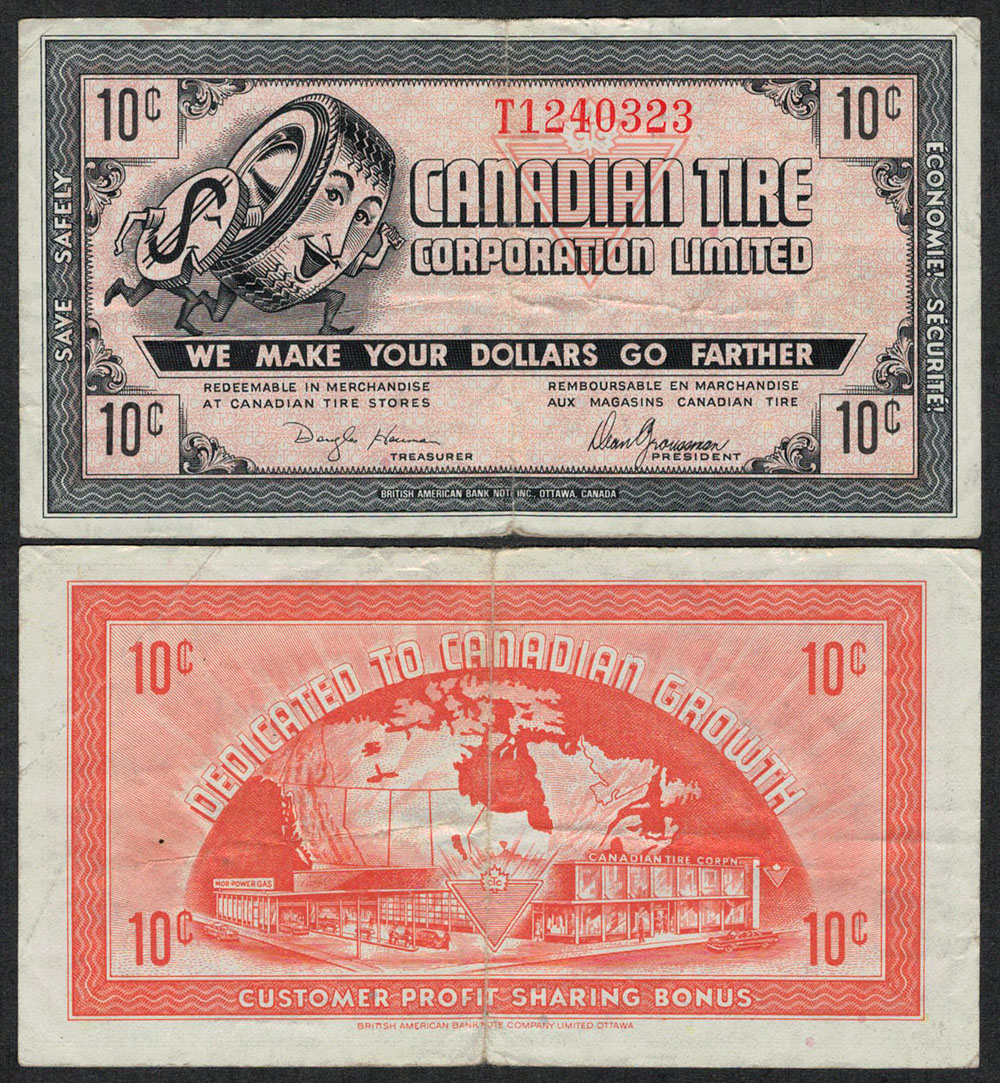 10¢
T1240323
10¢
CANADIAN TIRE
CORPORATION LIMITED
SAVE SAFELY
ÉCONOMIE! SÉCURITÉ!
$
WE MAKE YOUR DOLLARS GO FARTHER
REDEEMABLE IN MERCHANDISE
AT CANADIAN TIRE STORES
REMBOURSABLE EN MARCHANDISE
AUX MAGASINS CANADIAN TIRE
10¢
10¢
TREASURER
Dean Groussman
PRESIDENT
BRITISH AMERICAN BANK NOTE INC., OTTAWA, CANADA
10¢
10¢
DEDICATED TO CANADIAN GROWTH
CANADIAN TIRE CORPN
MOR-POWER GAS
ctc
10¢
10¢
CUSTOMER PROFIT SHARING BONUS
BRITISH AMERICAN BANK NOTE COMPANY LIMITED OTTAWA